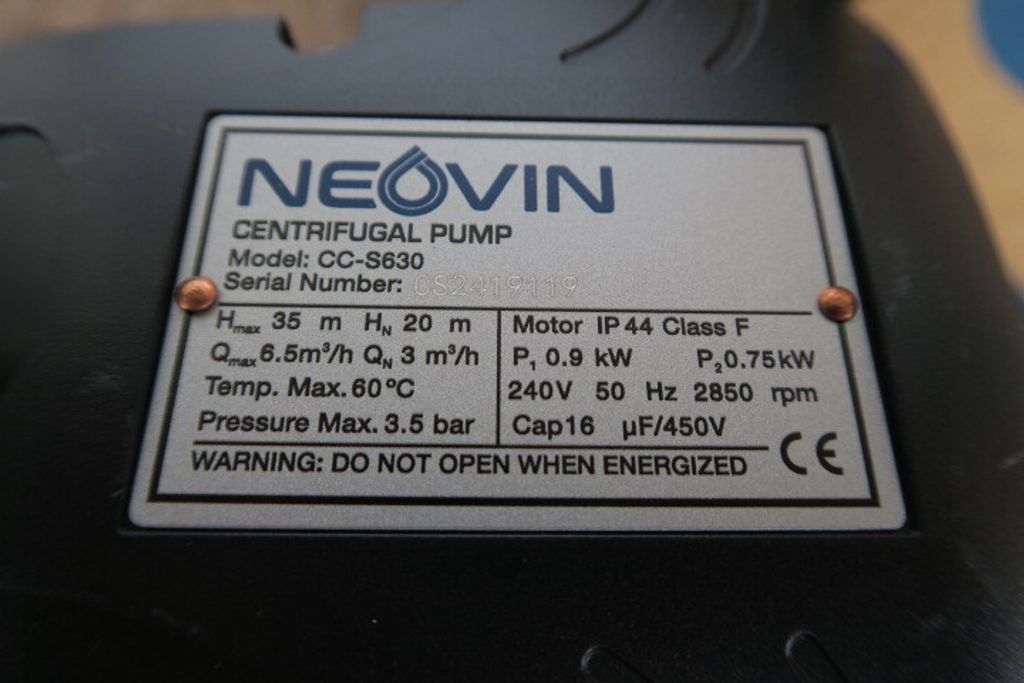 NEOVIN
CENTRIFUGAL PUMP
Model: CC-S630
Serial Number: CS2419119
Hmax 35 m HN 20 m
Qmax 6.5m³/h QN 3 m³/h
Temp. Max. 60 °C
Pressure Max. 3.5 bar
Motor IP 44 Class F
P₁ 0.9 kW P₂ 0.75kW
240V 50 Hz 2850 rpm
Cap16 µF/450V
WARNING: DO NOT OPEN WHEN ENERGIZED
CE